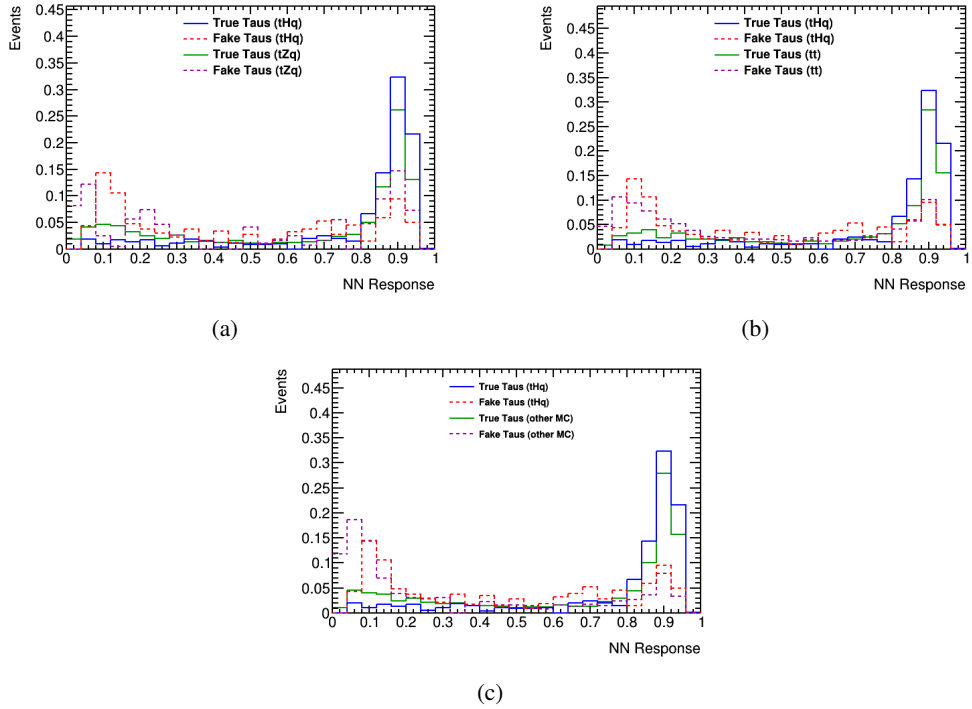 Events
0.45
0.4
0.35
0.3
0.25
0.2
0.15
0.1
0.05
0
True Taus (tHq)
Fake Taus (tHq)
True Taus (tZq)
Fake Taus (tZq)
0 0.1 0.2 0.3 0.4 0.5 0.6 0.7 0.8 0.9 1
NN Response
(a)
Events
0.45
0.4
0.35
0.3
0.25
0.2
0.15
0.1
0.05
0
True Taus (tHq)
Fake Taus (tHq)
True Taus (tt)
Fake Taus (tt)
0 0.1 0.2 0.3 0.4 0.5 0.6 0.7 0.8 0.9 1
NN Response
(b)
Events
0.45
0.4
0.35
0.3
0.25
0.2
0.15
0.1
0.05
0
True Taus (tHq)
Fake Taus (tHq)
True Taus (other MC)
Fake Taus (other MC)
0 0.1 0.2 0.3 0.4 0.5 0.6 0.7 0.8 0.9 1
NN Response
(c)